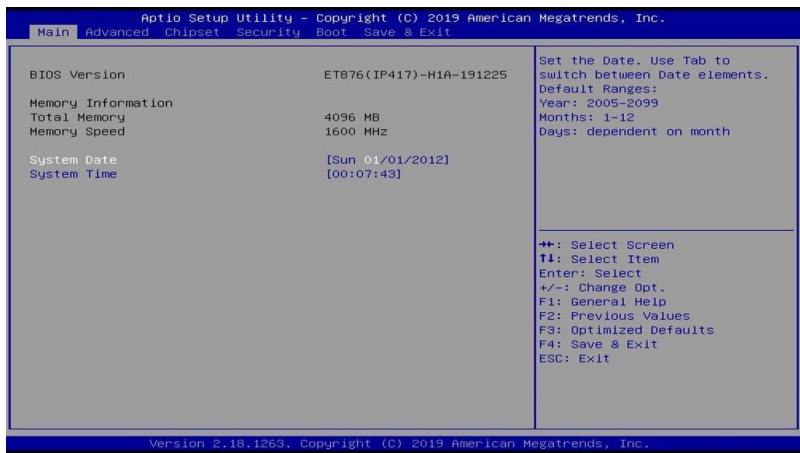 Aptio Setup Utility – Copyright (C) 2019 American Megatrends, Inc.
Main Advanced Chipset Security Boot Save & Exit
BIOS Version ET876(IP417)-H1A-191225
Memory Information
Total Memory 4096 MB
Memory Speed 1600 MHz
System Date [Sun 01/01/2012]
System Time [00:07:43]
Set the Date. Use Tab to
switch between Date elements.
Default Ranges:
Year: 2005-2099
Months: 1-12
Days: dependent on month
→←: Select Screen
↑↓: Select Item
Enter: Select
+/-: Change Opt.
F1: General Help
F2: Previous Values
F3: Optimized Defaults
F4: Save & Exit
ESC: Exit
Version 2.18.1263. Copyright (C) 2019 American Megatrends, Inc.